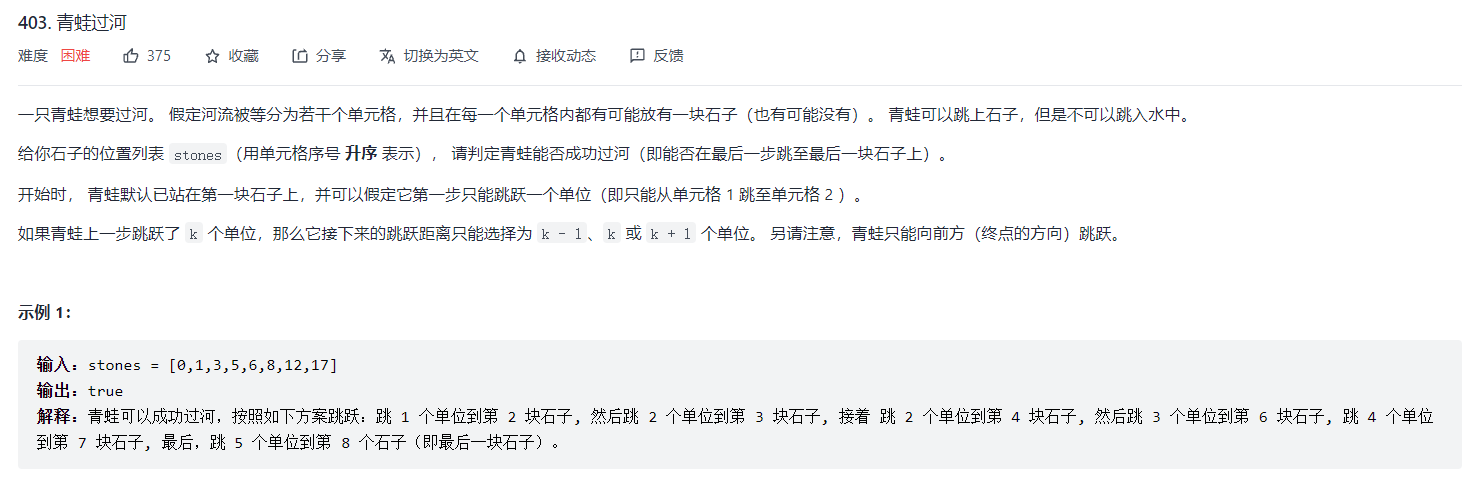 403. 青蛙过河
难度 困难 375 收藏 分享 切换为英文 接收动态 反馈
一只青蛙想要过河。 假定河流被等分为若干个单元格，并且在每一个单元格内都有可能放有一块石子（也有可能没有）。 青蛙可以跳上石子，但是不可以跳入水中。
给你石子的位置列表 stones（用单元格序号 升序 表示）， 请判定青蛙能否成功过河（即能否在最后一步跳至最后一块石子上）。
开始时， 青蛙默认已站在第一块石子上，并可以假定它第一步只能跳跃一个单位（即只能从单元格 1 跳至单元格 2 ）。
如果青蛙上一步跳跃了 k 个单位，那么它接下来的跳跃距离只能选择为 k - 1、k 或 k + 1 个单位。 另请注意，青蛙只能向前方（终点的方向）跳跃。
示例 1：
输入：stones = [0,1,3,5,6,8,12,17]
输出：true
解释：青蛙可以成功过河，按照如下方案跳跃：跳 1 个单位到第 2 块石子, 然后跳 2 个单位到第 3 块石子, 接着 跳 2 个单位到第 4 块石子, 然后跳 3 个单位到第 6 块石子, 跳 4 个单位
到第 7 块石子, 最后，跳 5 个单位到第 8 个石子（即最后一块石子）。